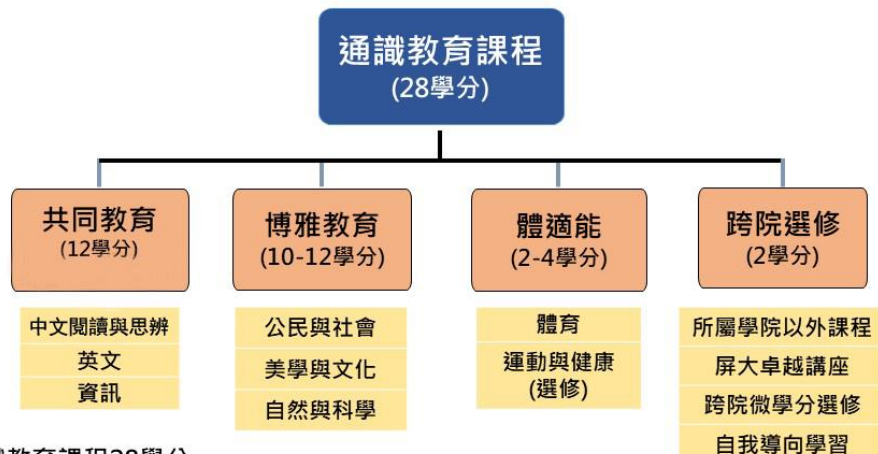 通識教育課程
(28學分)
共同教育
(12學分)
博雅教育
(10-12學分)
體適能
(2-4學分)
跨院選修
(2學分)
中文閱讀與思辨
英文
資訊
公民與社會
美學與文化
自然與科學
體育
運動與健康
(選修)
所屬學院以外課程
屏大卓越講座
跨院微學分選修
自我導向學習